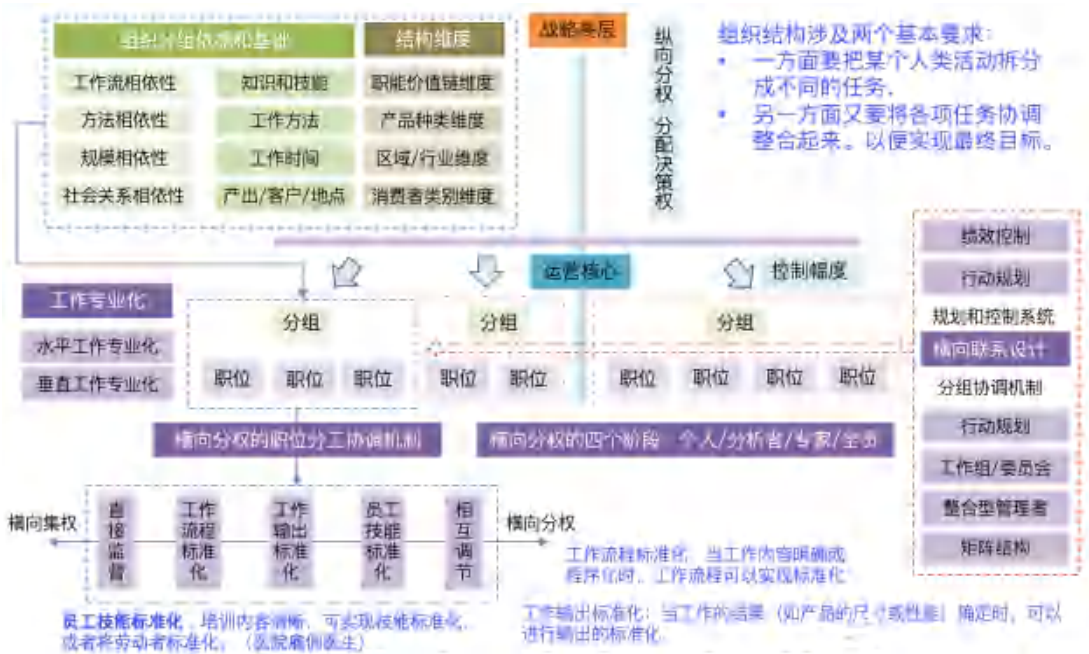 组织分组依据和基础
结构维度
工作流相依性
知识和技能
职能价值链维度
方法相依性
工作方法
产品种类维度
规模相依性
工作时间
区域/行业维度
社会关系相依性
产出/客户/地点
消费者类别维度
战略高层
纵向分权 分配决策权
组织结构涉及两个基本要求：
• 一方面要把某个人类活动拆分
成不同的任务，
• 另一方面又要将各项任务协调
整合起来。以便实现最终目标。
运营核心
控制幅度
工作专业化
水平工作专业化
垂直工作专业化
分组
职位
职位
职位
分组
职位
职位
分组
职位
职位
职位
职位
绩效控制
行动规划
规划和控制系统
横向联系设计
分组协调机制
行动规划
工作组/委员会
整合型管理者
矩阵结构
横向分权的职位分工协调机制
横向分权的四个阶段 个人/分析者/专家/全员
横向集权
直接监督
工作流程标准化
工作输出标准化
员工技能标准化
相互调节
横向分权
工作流程标准化，当工作内容明确或
程序化时，工作流程可以实现标准化
员工技能标准化，培训内容清晰，可实现技能标准化，
或者将劳动者标准化，（医院雇佣医生）
工作输出标准化：当工作的结果（如产品的尺寸或性能）确定时，可以
进行输出的标准化